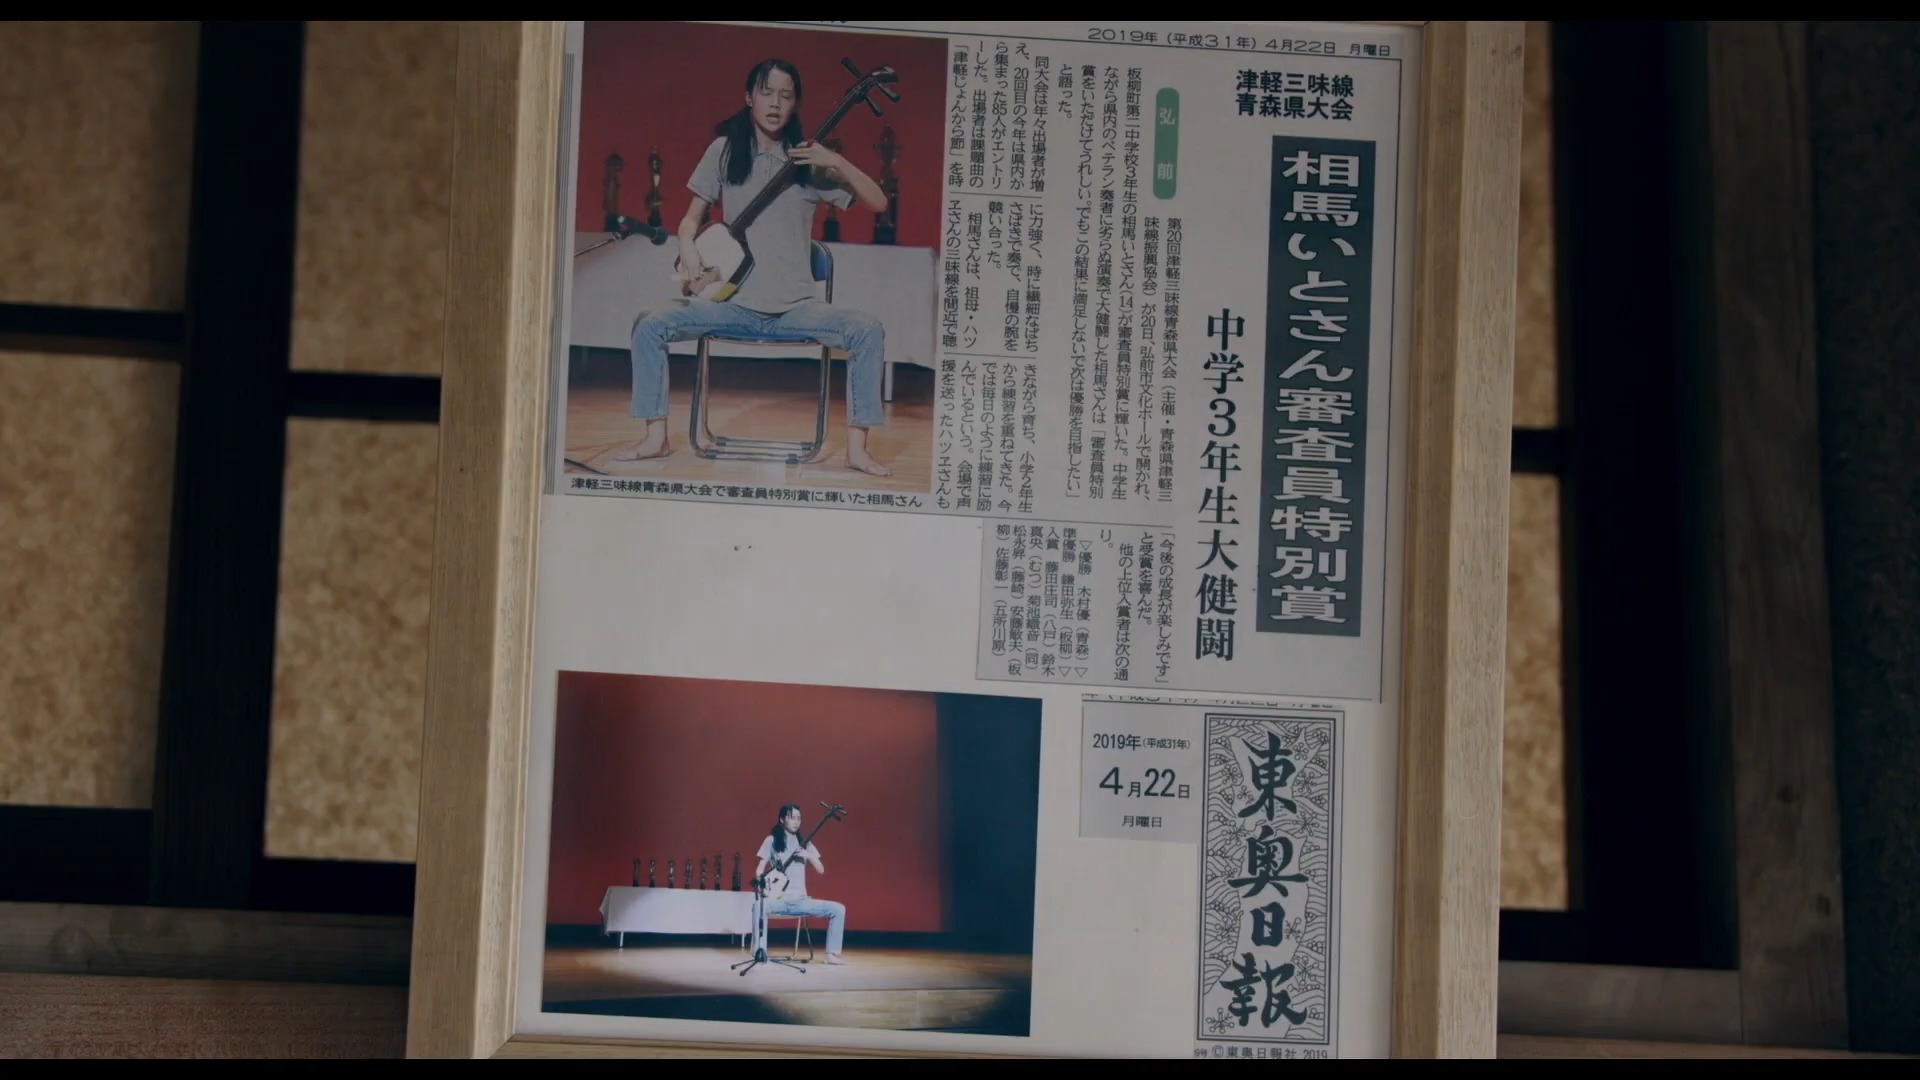 2019年(平成31年)4月22日 月曜日
津軽三味線
青森県大会
相馬いとさん審査員特別賞
中学3年生大健闘
弘前
第20回津軽三味線青森県大会(主催・青森県津軽三
味線振興協会)が20日、弘前市文化ホールで開かれ、
板柳町第二中学校3年生の相馬いとさん(14)が審査員特別賞に輝いた。中学生
ながら県内のベテラン奏者に劣らぬ演奏で大健闘した相馬さんは「審査員特別
賞をいただけてうれしい。でもこの結果に満足しないで次は優勝を目指したい」
と語った。
同大会は年々出場者が増
え、20回目の今年は県内か
ら集まった85人がエントリ
ーした。出場者は課題曲の
「津軽じょんから節」を時
に力強く、時に繊細なばち
さばきで奏で、自慢の腕を
競い合った。
相馬さんは、祖母・ハツ
ヱさんの三味線を間近で聴
きながら育ち、小学2年生
から練習を重ねてきた。今
では毎日のように練習に励
んでいるという。会場で声
援を送ったハツヱさんも
「今後の成長が楽しみです」
と受賞を喜んだ。
他の上位入賞者は次の通
り。
▽優勝 木村優(青森)▽
準優勝 鎌田弥生(板柳)▽
入賞 藤田庄司(八戸)鈴木
真央(むつ)菊池織音(同)
松永昇(藤崎)安藤敏夫(板
柳)佐藤彰一(五所川原)
津軽三味線青森県大会で審査員特別賞に輝いた相馬さん
2019年(平成31年)
4月22日
月曜日
東奥日報
©東奥日報社 2019